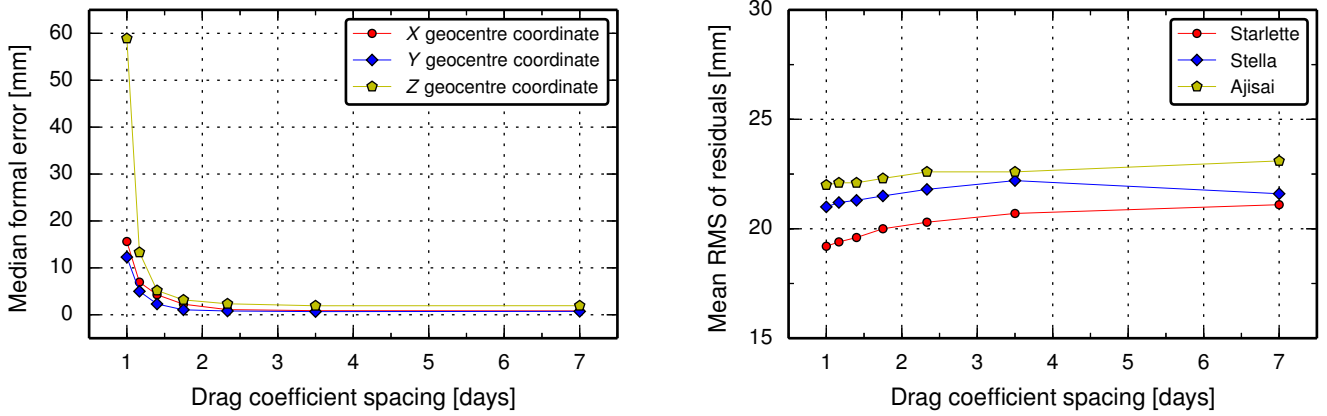 Median formal error [mm]
60
50
40
30
20
10
0
X geocentre coordinate
Y geocentre coordinate
Z geocentre coordinate
1 2 3 4 5 6 7
Drag coefficient spacing [days]
Mean RMS of residuals [mm]
30
25
20
15
Starlette
Stella
Ajisai
1 2 3 4 5 6 7
Drag coefficient spacing [days]